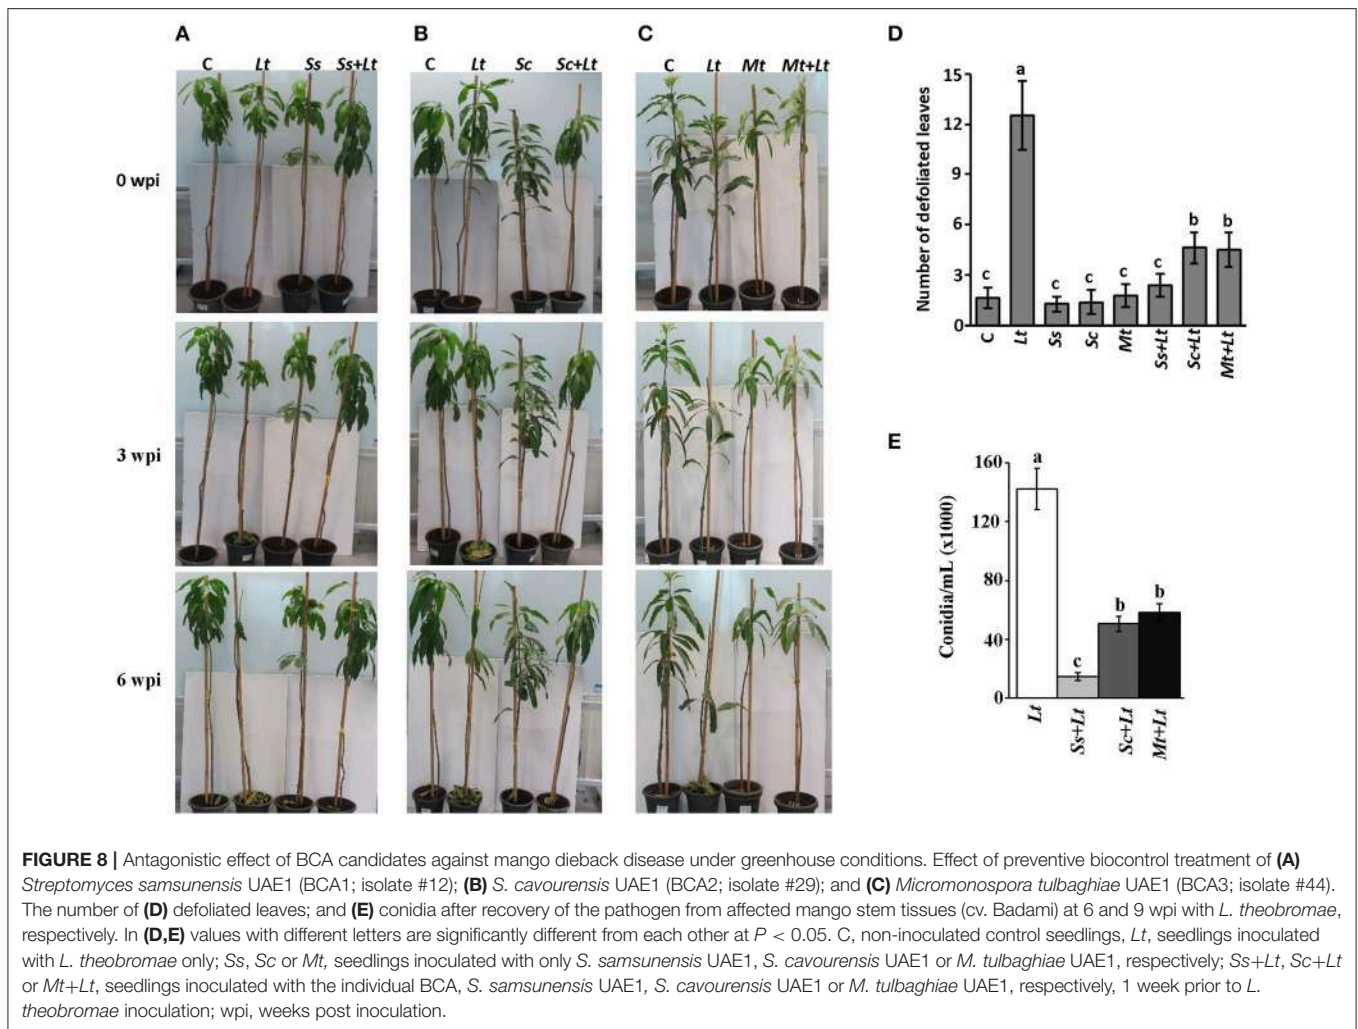 A
B
C
D
C Lt Ss Ss+Lt
C Lt Sc Sc+Lt
C Lt Mt Mt+Lt
0 wpi
3 wpi
6 wpi
Number of defoliated leaves
15
12
9
6
3
0
a
b b
c
c c c c
C Lt Ss Sc Mt Ss+Lt Sc+Lt Mt+Lt
E
Conidia/mL (x1000)
160
120
80
40
0
a
b b
c
Lt Ss+Lt Sc+Lt Mt+Lt
FIGURE 8 | Antagonistic effect of BCA candidates against mango dieback disease under greenhouse conditions. Effect of preventive biocontrol treatment of (A)
Streptomyces samsunensis UAE1 (BCA1; isolate #12); (B) S. cavourensis UAE1 (BCA2; isolate #29); and (C) Micromonospora tulbaghiae UAE1 (BCA3; isolate #44).
The number of (D) defoliated leaves; and (E) conidia after recovery of the pathogen from affected mango stem tissues (cv. Badami) at 6 and 9 wpi with L. theobromae,
respectively. In (D,E) values with different letters are significantly different from each other at P < 0.05. C, non-inoculated control seedlings, Lt, seedlings inoculated
with L. theobromae only; Ss, Sc or Mt, seedlings inoculated with only S. samsunensis UAE1, S. cavourensis UAE1 or M. tulbaghiae UAE1, respectively; Ss+Lt, Sc+Lt
or Mt+Lt, seedlings inoculated with the individual BCA, S. samsunensis UAE1, S. cavourensis UAE1 or M. tulbaghiae UAE1, respectively, 1 week prior to L.
theobromae inoculation; wpi, weeks post inoculation.